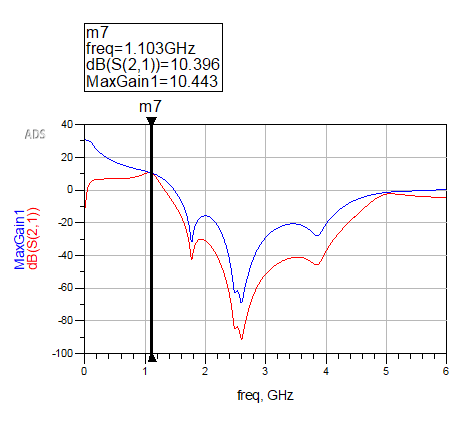 m7
freq=1.103GHz
dB(S(2,1))=10.396
MaxGain1=10.443
m7
ADS
40
20
0
-20
-40
-60
-80
-100
MaxGain1
dB(S(2,1))
0 1 2 3 4 5 6
freq, GHz